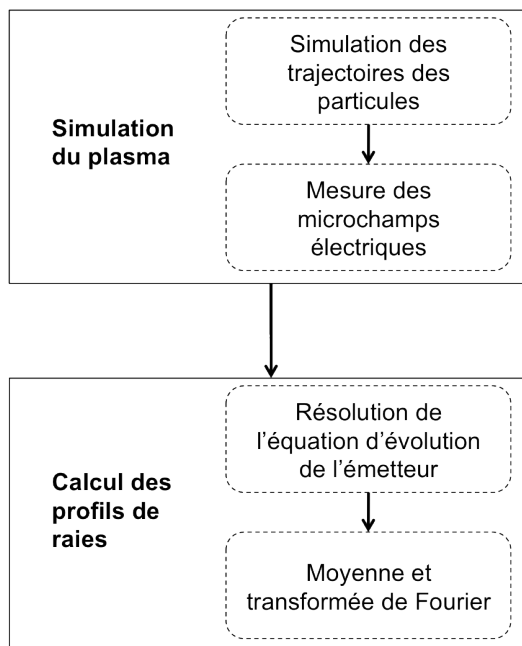 Simulation
du plasma
Simulation des
trajectoires des
particules
Mesure des
microchamps
électriques
Calcul des
profils de
raies
Résolution de
l’équation d’évolution
de l’émetteur
Moyenne et
transformée de Fourier